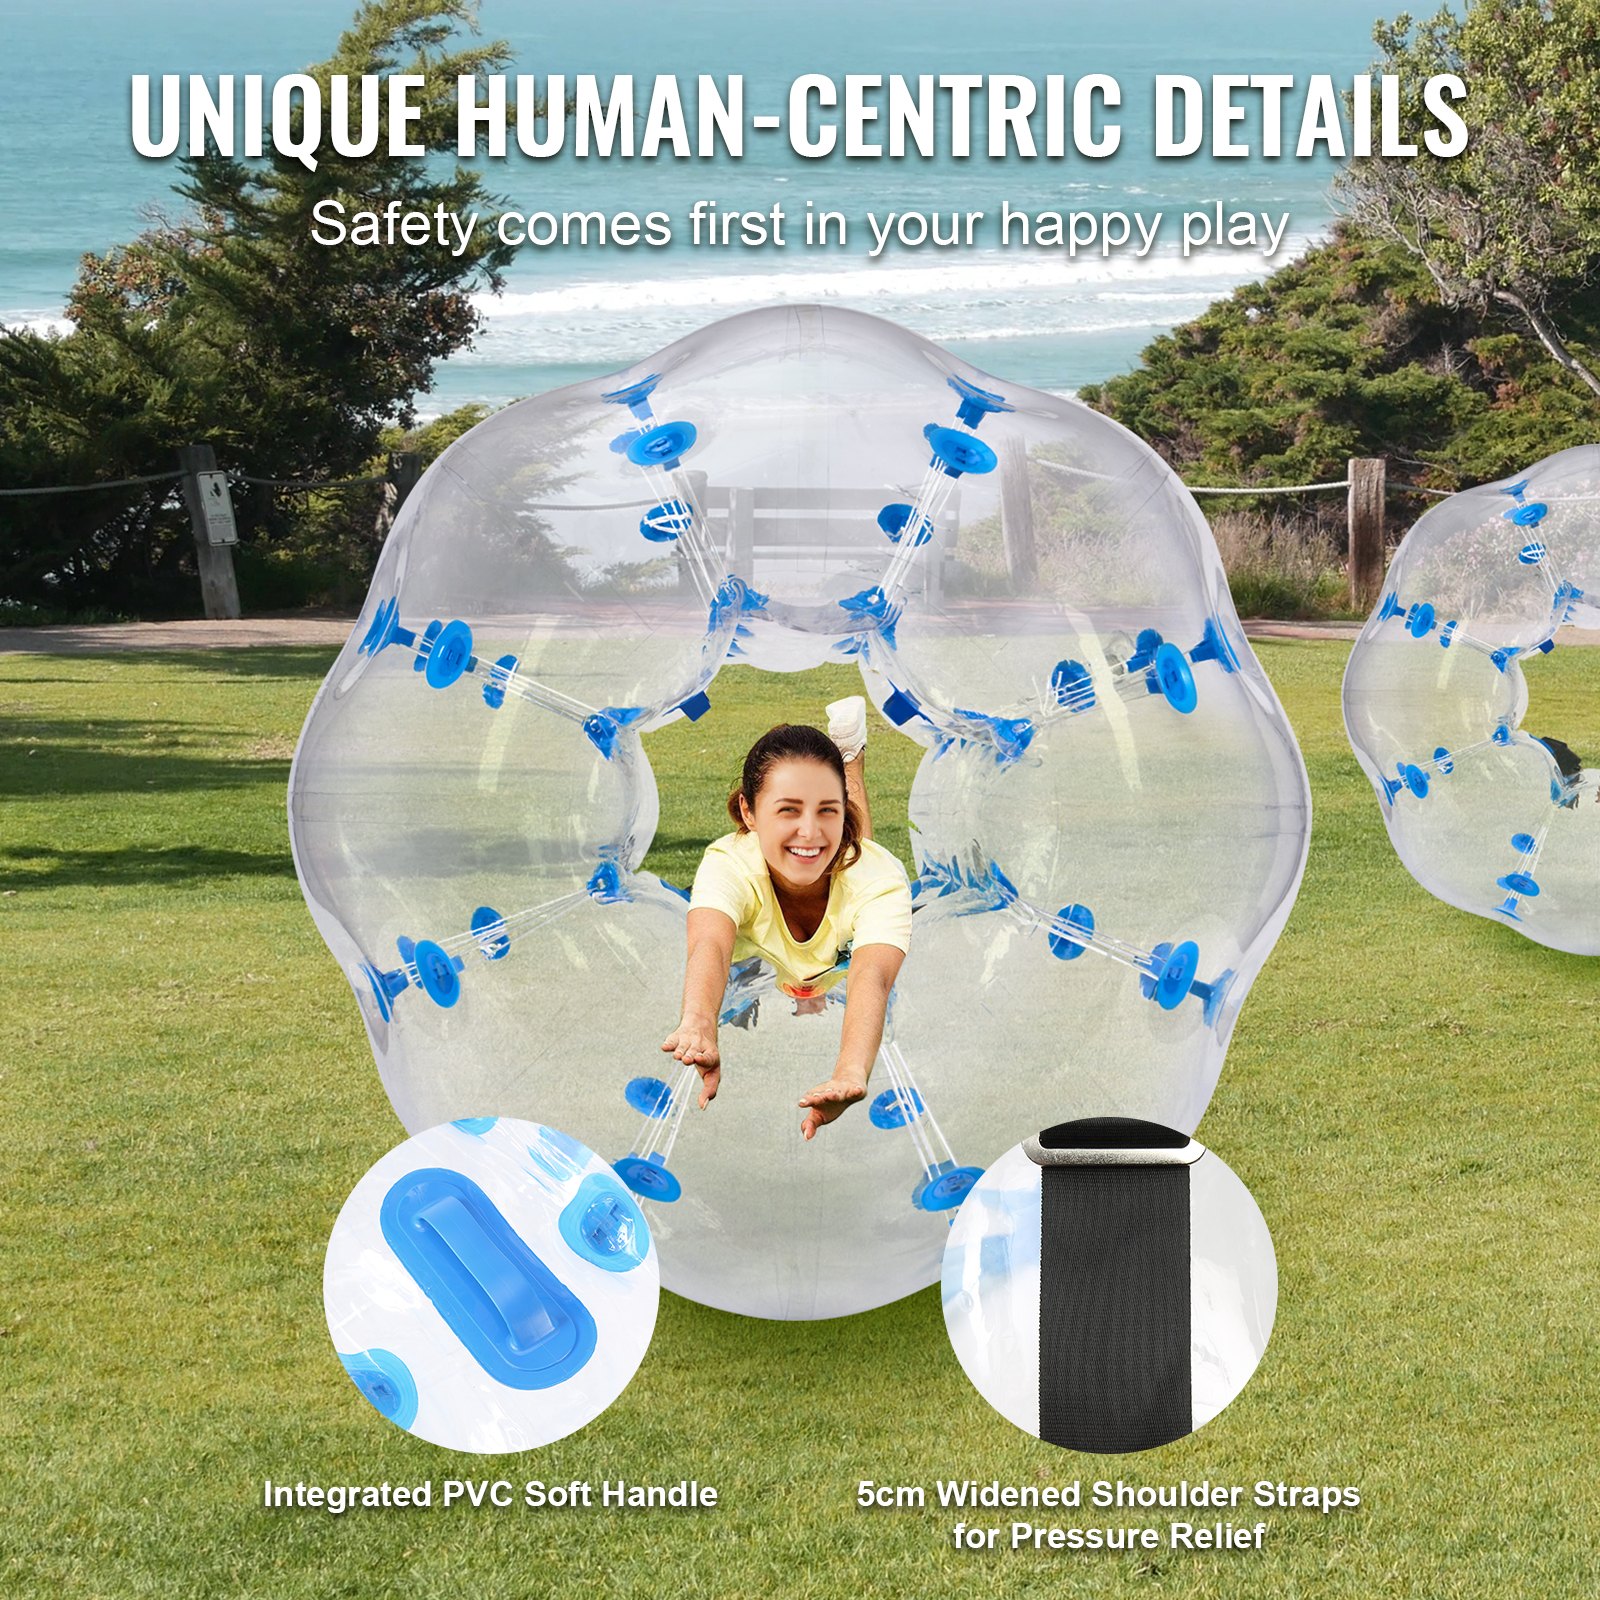 UNIQUE HUMAN-CENTRIC DETAILS
Safety comes first in your happy play
Integrated PVC Soft Handle
5cm Widened Shoulder Straps
for Pressure Relief